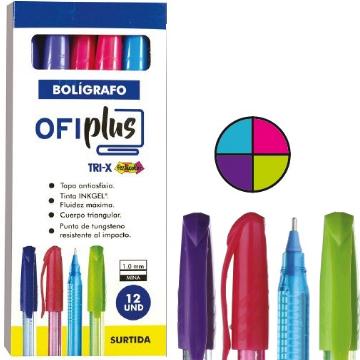 BOLÍGRAFO
OFIplus
TRI-X
Tapa antiasfixia.
Tinta INKGEL.
Fluidez máxima.
Cuerpo triangular.
Punta de tungsteno
resistente al impacto.
1.0 mm
MINA
12
UND
SURTIDA